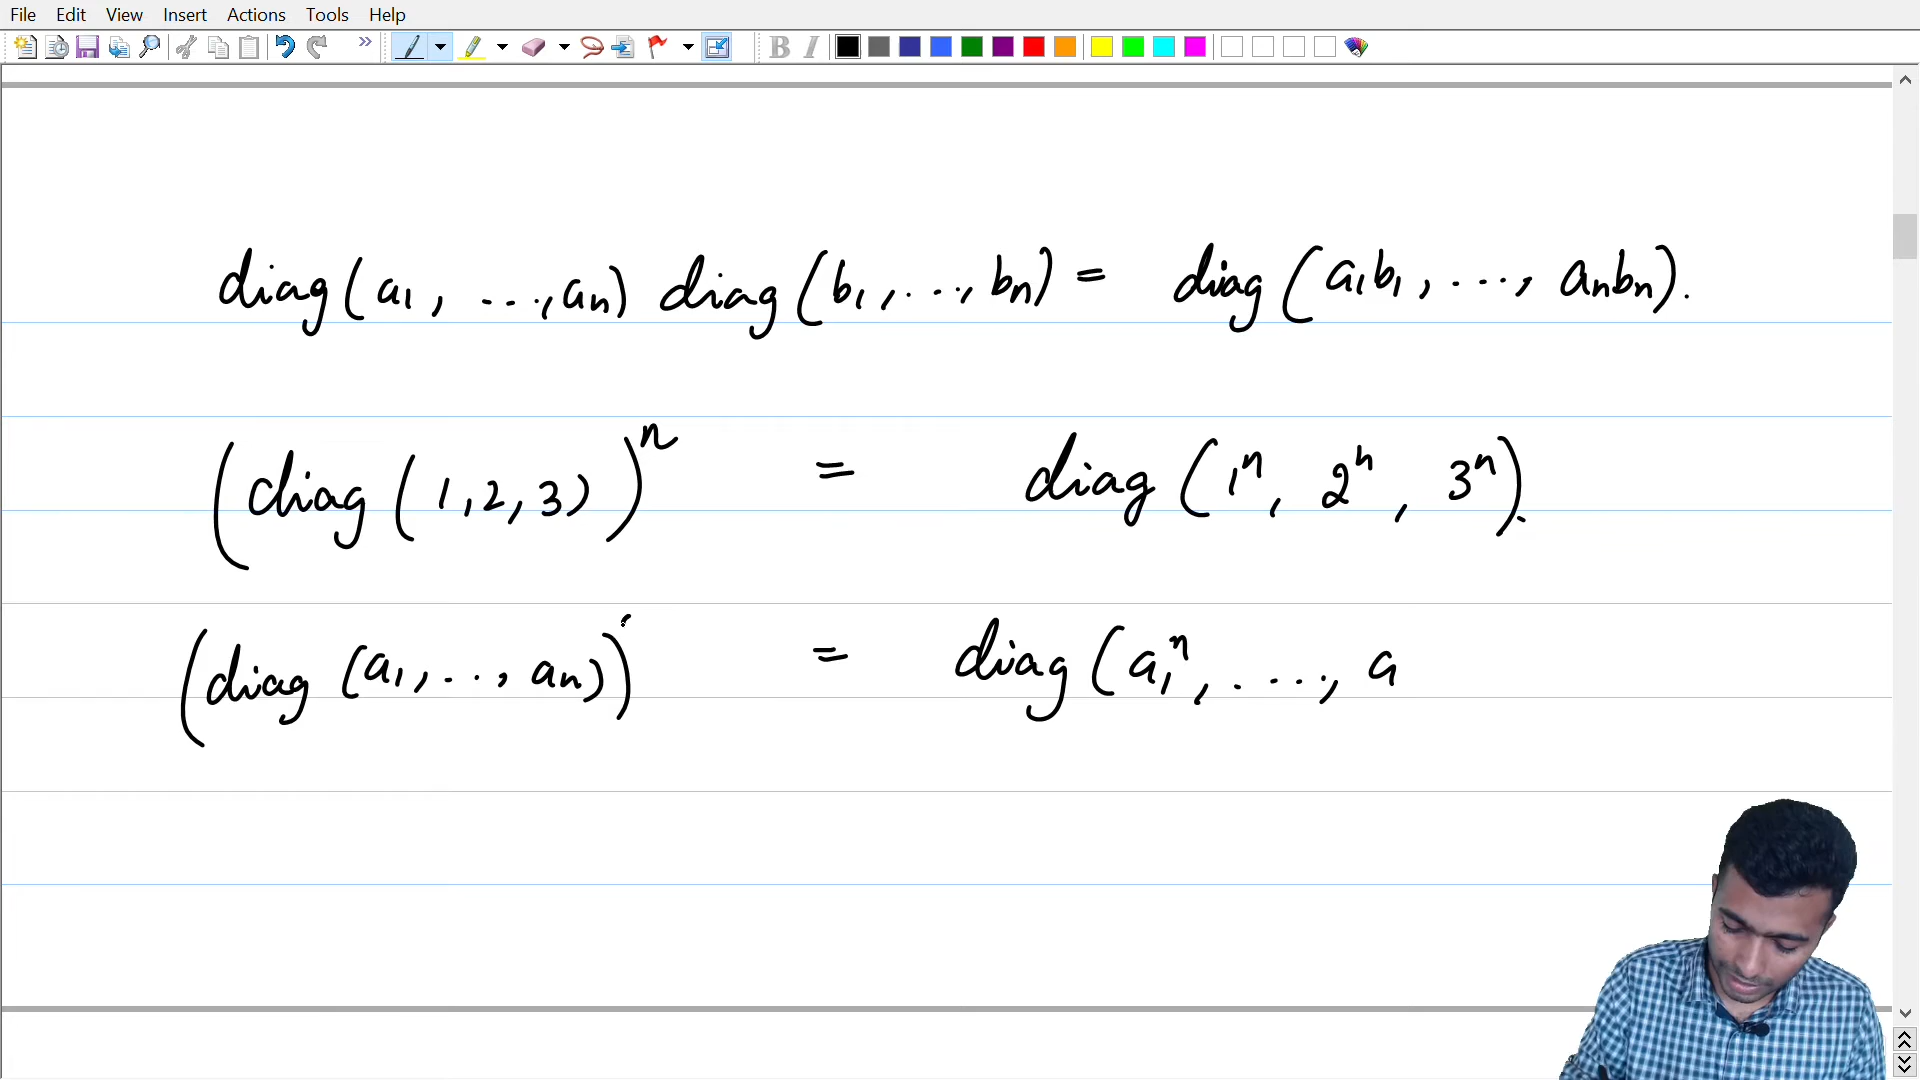 File Edit View Insert Actions Tools Help
» B I
diag(a₁, ..., aₙ) diag(b₁, ..., bₙ) = diag(a₁b₁, ..., aₙbₙ).
(diag(1,2,3))ⁿ = diag(1ⁿ, 2ⁿ, 3ⁿ).
(diag(a₁, ..., aₙ)) = diag(a₁ⁿ, ..., a